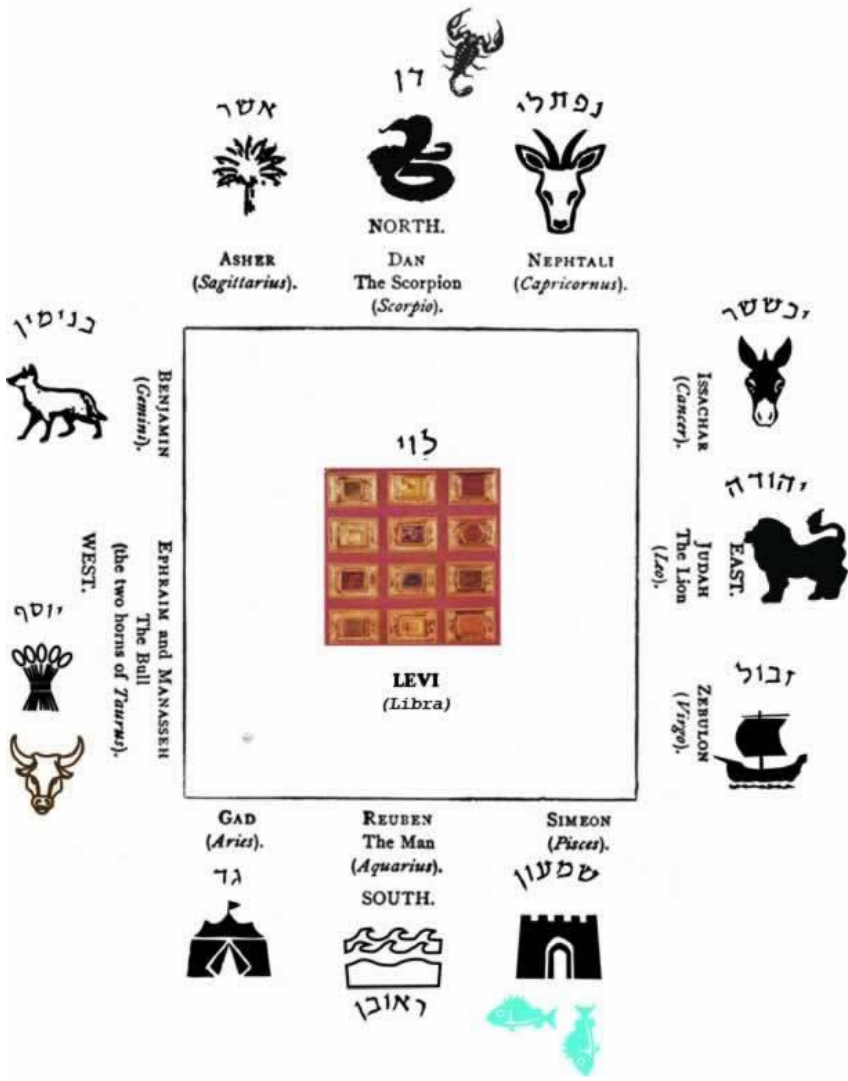 דן
אשר
נפתלי
NORTH.
ASHER
(Sagittarius).
DAN
The Scorpion
(Scorpio).
NEPHTALI
(Capricornus).
בנימין
BENJAMIN
(Gemini).
יששכר
ISSACHAR
(Cancer).
לוי
יהודה
EAST.
JUDAH
The Lion
(Leo).
WEST.
EPHRAIM and MANASSEH
The Bull
(the two horns of Taurus).
יוסף
LEVI
(Libra)
זבול
ZEBULON
(Virgo).
GAD
(Aries).
גד
REUBEN
The Man
(Aquarius).
SOUTH.
ראובן
SIMEON
(Pisces).
שמעון